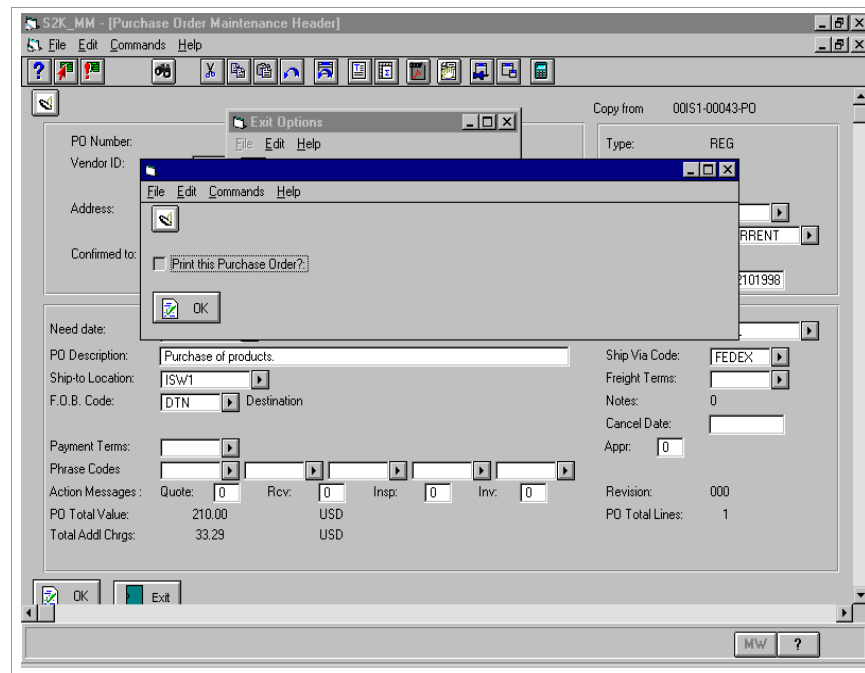 S2K_MM - [Purchase Order Maintenance Header]
File Edit Commands Help
Copy from 00IS1-00043-PO
Exit Options
File Edit Help
PO Number:
Type: REG
Vendor ID:
File Edit Commands Help
Address:
RRENT
Confirmed to:
Print this Purchase Order?:
2101998
OK
Need date:
PO Description: Purchase of products. Ship Via Code: FEDEX
Ship-to Location: ISW1 Freight Terms:
F.O.B. Code: DTN Destination Notes: 0
Cancel Date:
Payment Terms: Appr: 0
Phrase Codes
Action Messages : Quote: 0 Rcv: 0 Insp: 0 Inv: 0 Revision: 000
PO Total Value: 210.00 USD PO Total Lines: 1
Total Addl Chrgs: 33.29 USD
OK Exit
MW ?